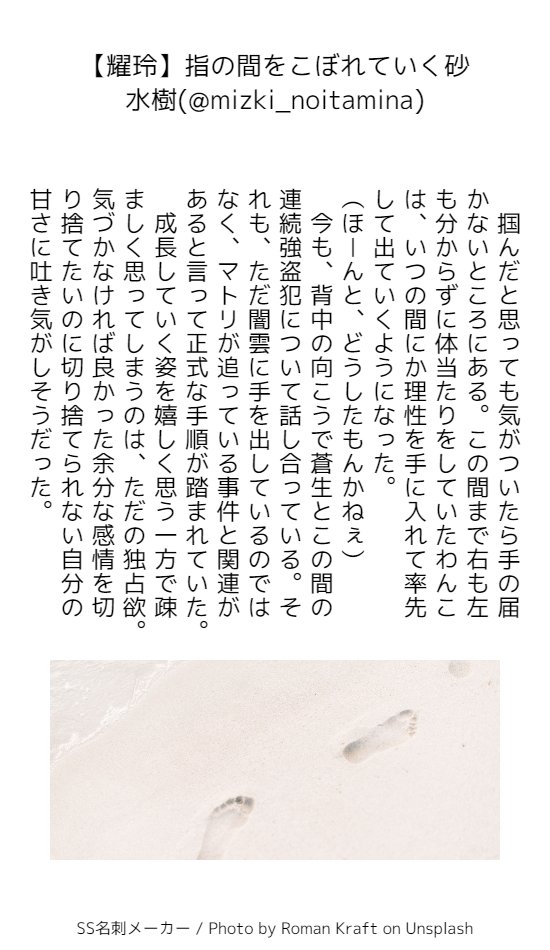 【耀玲】指の間をこぼれていく砂
水樹(@mizki_noitamina)
　掴んだと思っても気がついたら手の届
かないところにある。この間まで右も左
も分からずに体当たりをしていたわんこ
は、いつの間にか理性を手に入れて率先
して出ていくようになった。
（ほーんと、どうしたもんかねぇ）
　今も、背中の向こうで蒼生とこの間の
連続強盗犯について話し合っている。そ
れも、ただ闇雲に手を出しているのでは
なく、マトリが追っている事件と関連が
あると言って正式な手順が踏まれていた。
　成長していく姿を嬉しく思う一方で疎
ましく思ってしまうのは、ただの独占欲。
気づかなければ良かった余分な感情を切
り捨てたいのに切り捨てられない自分の
甘さに吐き気がしそうだった。
SS名刺メーカー / Photo by Roman Kraft on Unsplash